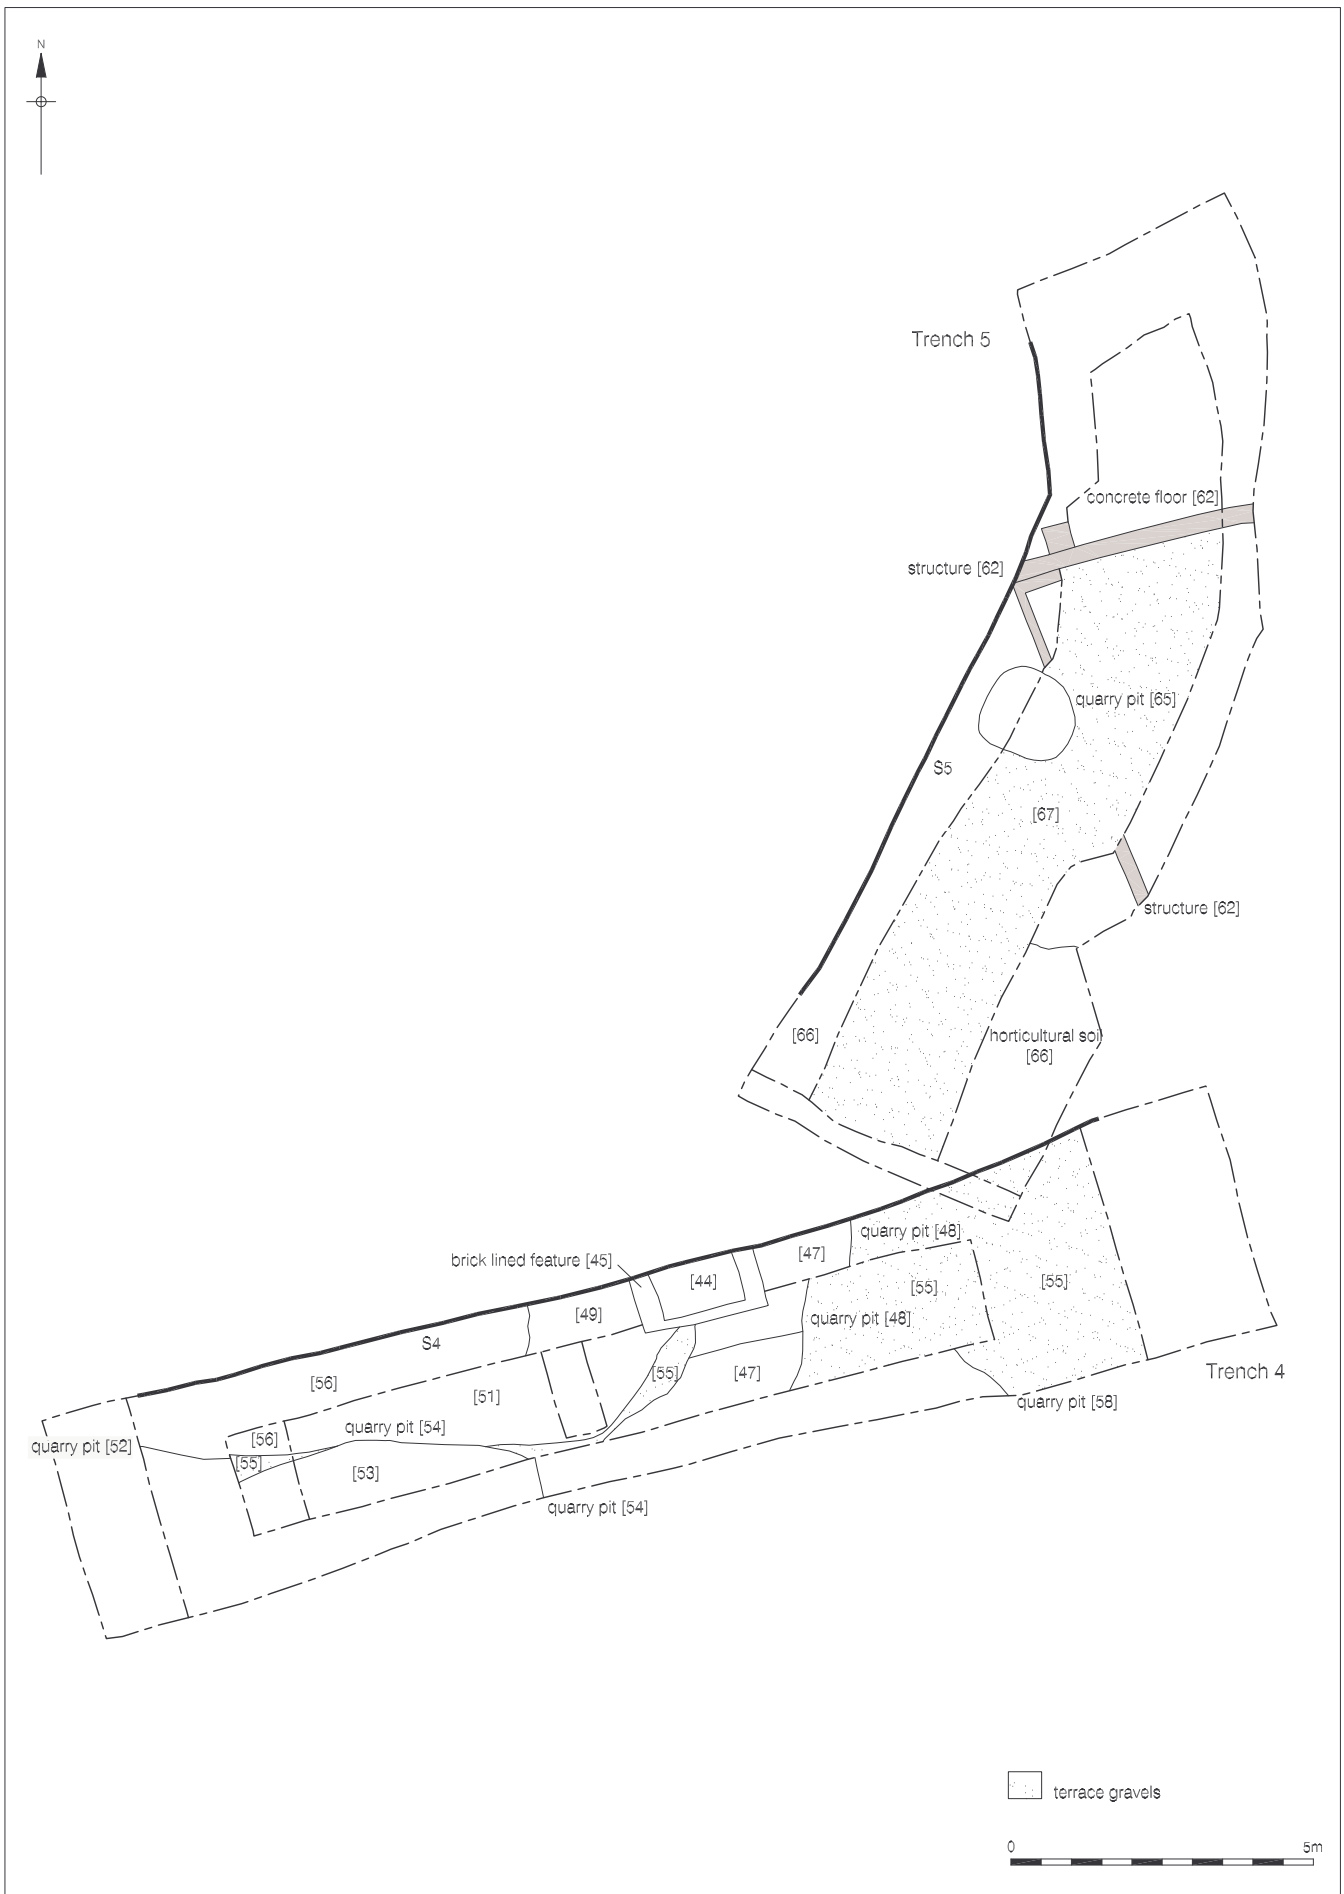 N
Trench 5
concrete floor [62]
structure [62]
quarry pit [65]
S5
[67]
structure [62]
[66]
horticultural soil
[66]
quarry pit [48]
brick lined feature [45]
[47]
[44]
[55]
[55]
[49]
quarry pit [48]
S4
Trench 4
[55]
[47]
[56]
[51]
quarry pit [58]
quarry pit [54]
[56]
quarry pit [52]
[55]
[53]
quarry pit [54]
terrace gravels
0 5m